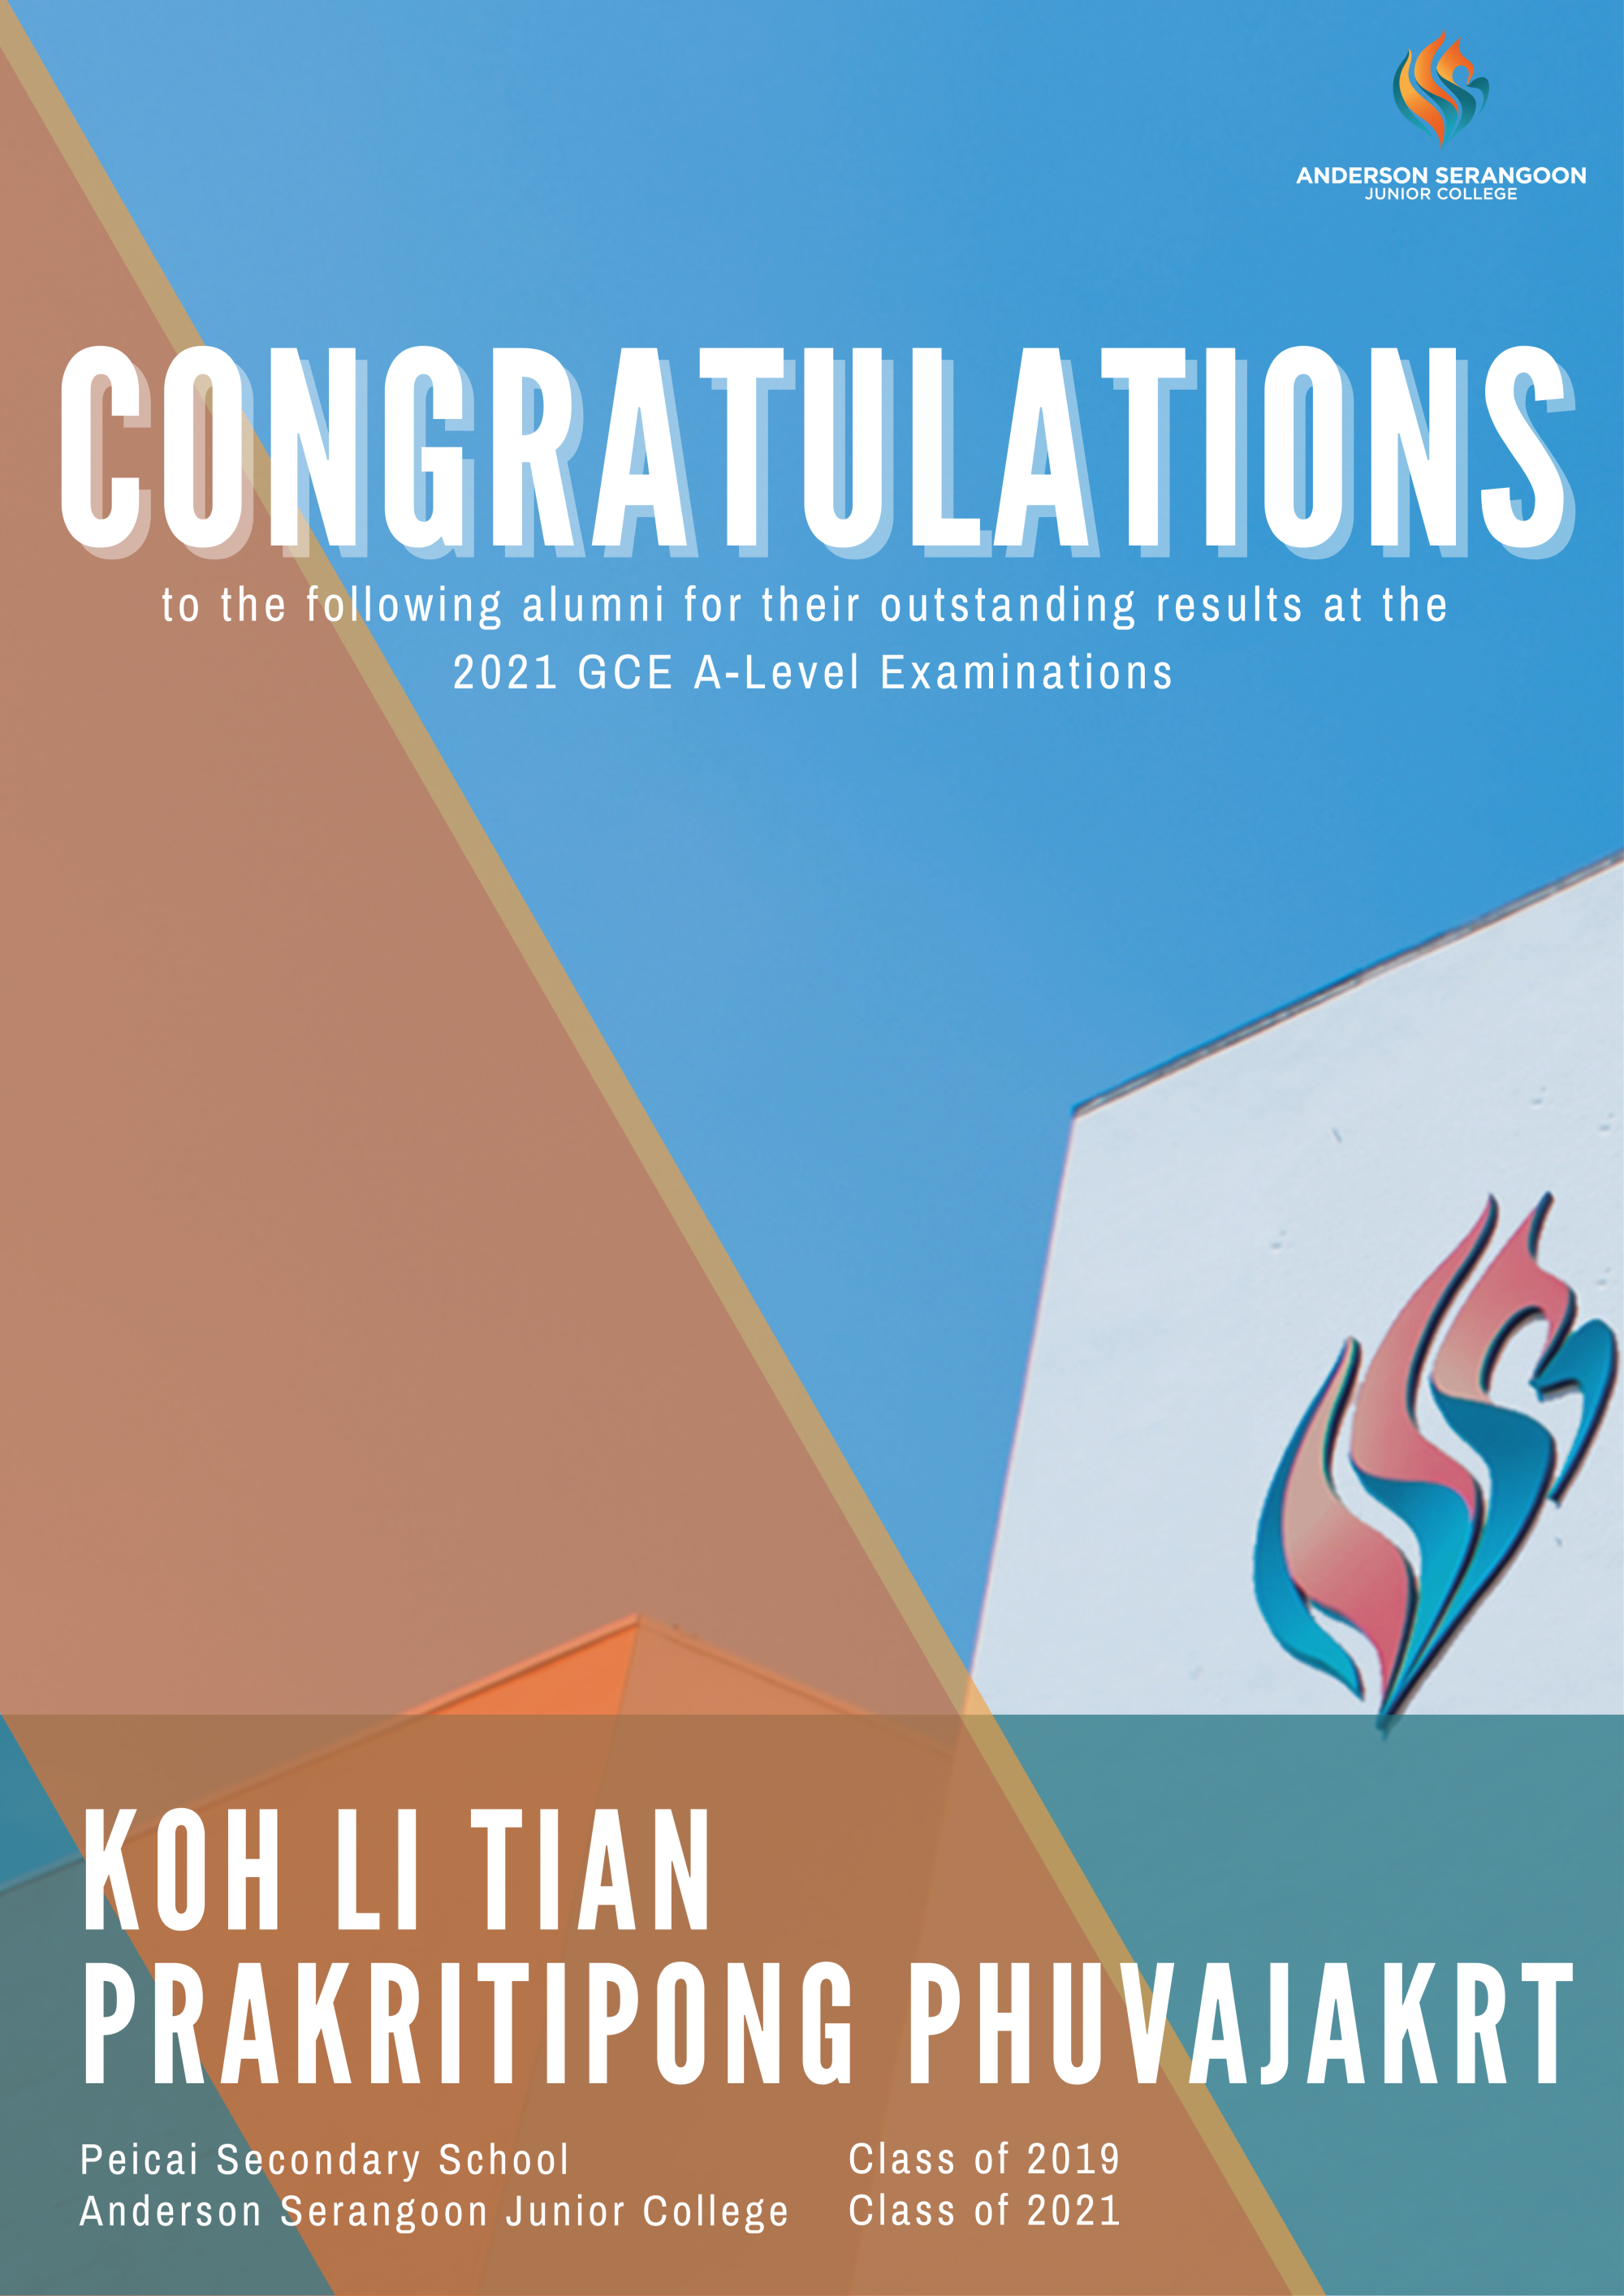 ANDERSON SERANGOON
JUNIOR COLLEGE
CONGRATULATIONS
to the following alumni for their outstanding results at the
2021 GCE A-Level Examinations
KOH LI TIAN
PRAKRITIPONG PHUVAJAKRT
Peicai Secondary School Class of 2019
Anderson Serangoon Junior College Class of 2021